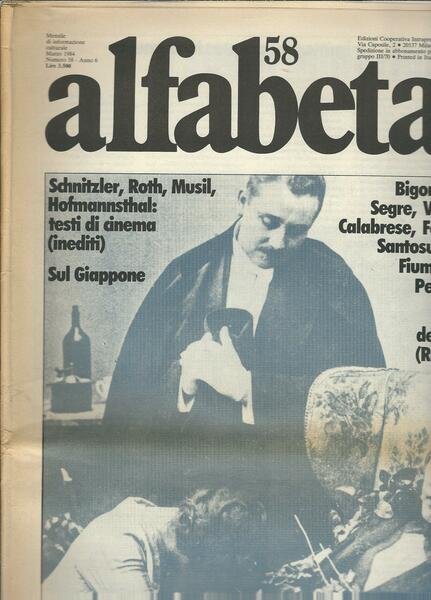 Mensile
di informazione
culturale
Marzo 1984
Numero 58 - Anno 6
Lire 3.500
Edizioni Cooperativa
Via Caposile, 2 • 20137
Spedizione in abbonamento
gruppo III/70 • Printed in
58
alfabeta
Schnitzler, Roth, Musil,
Hofmannsthal:
testi di cinema
(inediti)
Sul Giappone
Segre,
Calabrese,